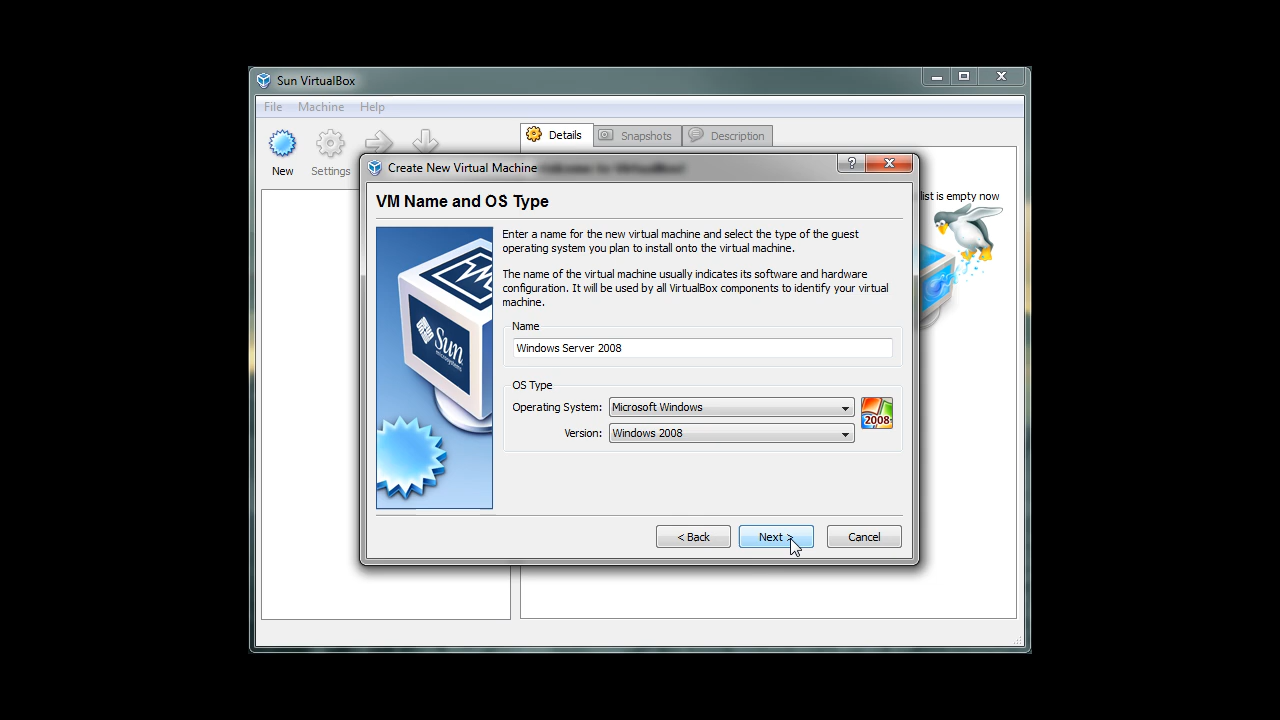 Sun VirtualBox
File Machine Help
New
Settings
Details
Snapshots
Description
list is empty now
Create New Virtual Machine
VM Name and OS Type
Enter a name for the new virtual machine and select the type of the guest
operating system you plan to install onto the virtual machine.
The name of the virtual machine usually indicates its software and hardware
configuration. It will be used by all VirtualBox components to identify your virtual
machine.
Name
Windows Server 2008
OS Type
Operating System: Microsoft Windows
2008
Version: Windows 2008
Sun
microsystems
< Back
Next >
Cancel